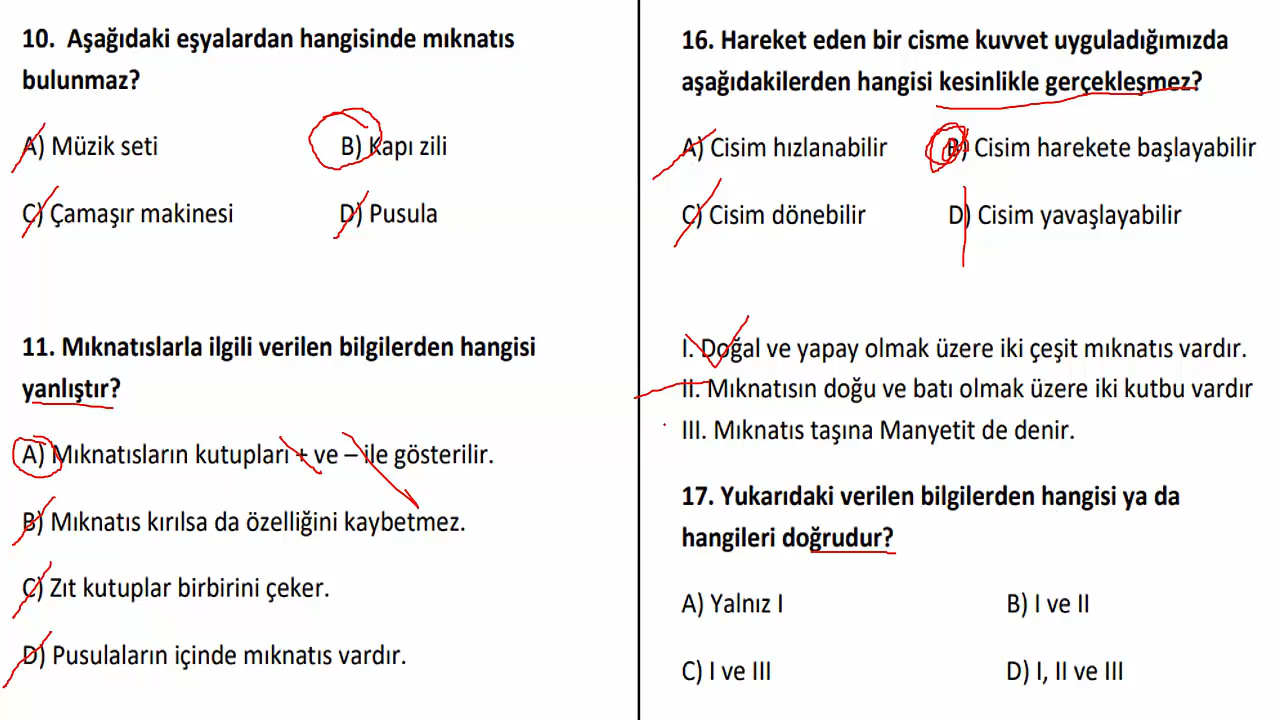 10. Aşağıdaki eşyalardan hangisinde mıknatıs
bulunmaz?
A) Müzik seti B) Kapı zili
C) Çamaşır makinesi D) Pusula
11. Mıknatıslarla ilgili verilen bilgilerden hangisi
yanlıştır?
A) Mıknatısların kutupları + ve – ile gösterilir.
B) Mıknatıs kırılsa da özelliğini kaybetmez.
C) Zıt kutuplar birbirini çeker.
D) Pusulaların içinde mıknatıs vardır.
16. Hareket eden bir cisme kuvvet uyguladığımızda
aşağıdakilerden hangisi kesinlikle gerçekleşmez?
A) Cisim hızlanabilir B) Cisim harekete başlayabilir
C) Cisim dönebilir D) Cisim yavaşlayabilir
I. Doğal ve yapay olmak üzere iki çeşit mıknatıs vardır.
II. Mıknatısın doğu ve batı olmak üzere iki kutbu vardır
III. Mıknatıs taşına Manyetit de denir.
17. Yukarıdaki verilen bilgilerden hangisi ya da
hangileri doğrudur?
A) Yalnız I B) I ve II
C) I ve III D) I, II ve III